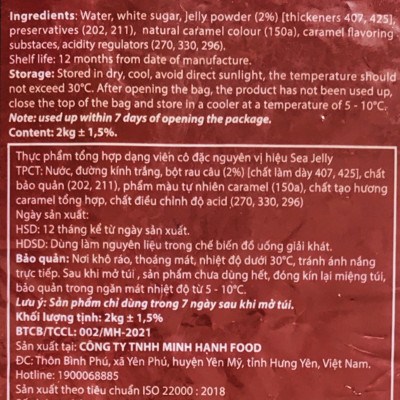 Ingredients: Water, white sugar, Jelly powder (2%) [thickeners 407, 425],
preservatives (202, 211), natural caramel colour (150a), caramel flavoring
substaces, acidity regulators (270, 330, 296).
Shelf life: 12 months from date of manufacture.
Storage: Stored in dry, cool, avoid direct sunlight, the temperature should
not exceed 30°C. After opening the bag, the product has not been used up,
close the top of the bag and store in a cooler at a temperature of 5 - 10°C.
Note: used up within 7 days of opening the package.
Content: 2kg ± 1,5%.
Thực phẩm tổng hợp dạng viên cô đặc nguyên vị hiệu Sea Jelly
TPCT: Nước, đường kính trắng, bột rau câu (2%) [chất làm dày 407, 425], chất
bảo quản (202, 211), phẩm màu tự nhiên caramel (150a), chất tạo hương
caramel tổng hợp, chất điều chỉnh độ acid (270, 330, 296)
Ngày sản xuất:
HSD: 12 tháng kể từ ngày sản xuất.
HDSD: Dùng làm nguyên liệu trong chế biến đồ uống giải khát.
Bảo quản: Nơi khô ráo, thoáng mát, nhiệt độ dưới 30°C, tránh ánh nắng
trực tiếp. Sau khi mở túi , sản phẩm chưa dùng hết, đóng kín lại miệng túi,
bảo quản trong ngăn mát nhiệt độ từ 5 - 10°C.
Lưu ý: Sản phẩm chỉ dùng trong 7 ngày sau khi mở túi.
Khối lượng tịnh: 2kg ± 1,5%
BTCB/TCCL: 002/MH-2021
Sản xuất tại: CÔNG TY TNHH MINH HẠNH FOOD
ĐC: Thôn Bình Phú, xã Yên Phú, huyện Yên Mỹ, tỉnh Hưng Yên, Việt Nam.
Hotline: 1900068885
Sản xuất theo tiêu chuẩn ISO 22000 : 2018